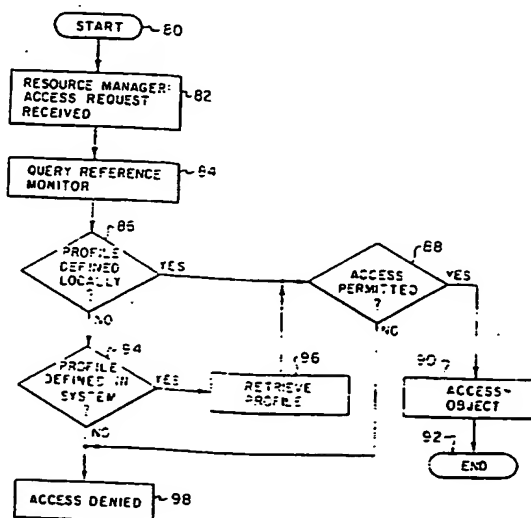 START
80
RESOURCE MANAGER:
ACCESS REQUEST
RECEIVED
82
QUERY REFERENCE
MONITOR
84
86
PROFILE
DEFINED
LOCALLY
?
YES
NO
88
ACCESS
PERMITTED
?
YES
NO
94
PROFILE
DEFINED IN
SYSTEM
?
YES
NO
96
RETRIEVE
PROFILE
90
ACCESS
OBJECT
92
END
ACCESS DENIED
98